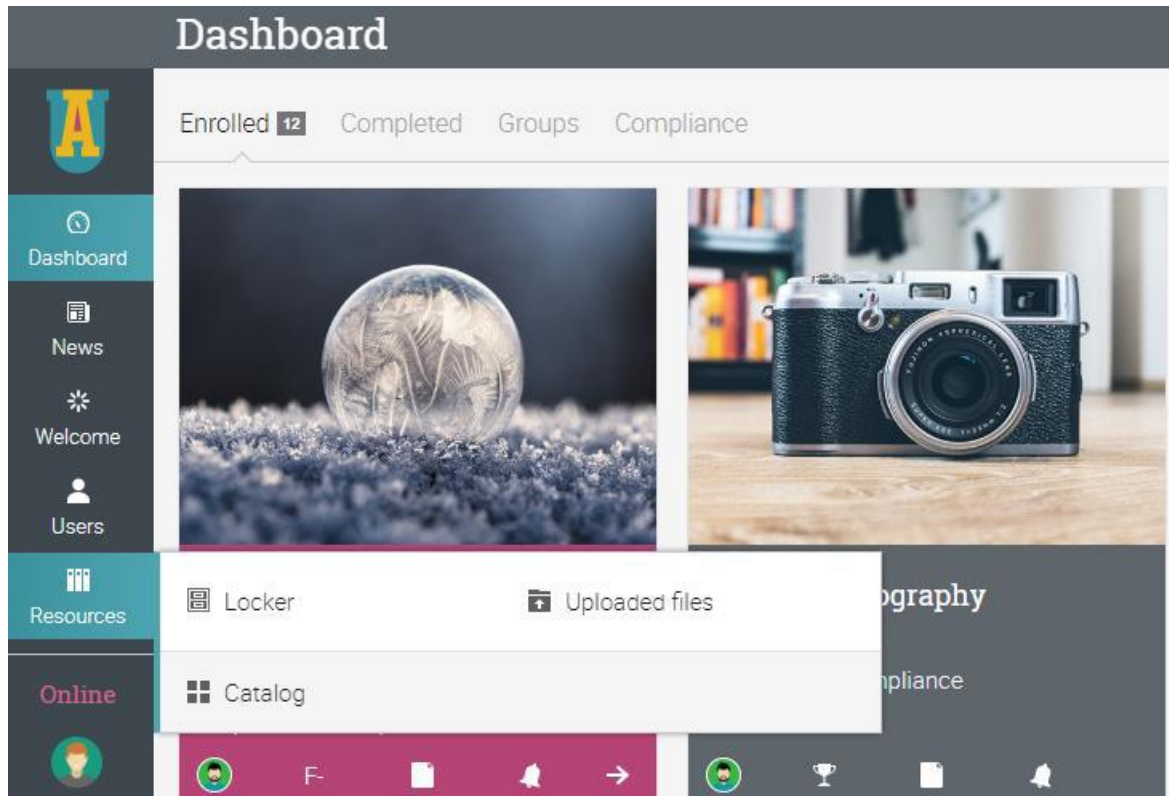 Dashboard
A
Enrolled 12 Completed Groups Compliance
Dashboard
News
Welcome
Users
Resources
Locker Uploaded files
Catalog
Online
F-